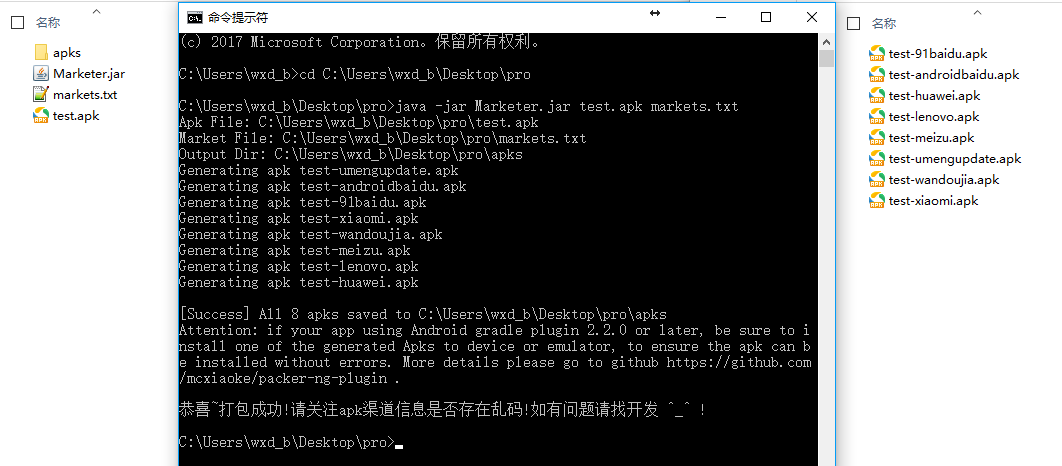 名称
apks
Marketer.jar
markets.txt
test.apk
命令提示符
(c) 2017 Microsoft Corporation。保留所有权利。
C:\Users\wxd_b>cd C:\Users\wxd_b\Desktop\pro
C:\Users\wxd_b\Desktop\pro>java -jar Marketer.jar test.apk markets.txt
Apk File: C:\Users\wxd_b\Desktop\pro\test.apk
Market File: C:\Users\wxd_b\Desktop\pro\markets.txt
Output Dir: C:\Users\wxd_b\Desktop\pro\apks
Generating apk test-umengupdate.apk
Generating apk test-androidbaidu.apk
Generating apk test-91baidu.apk
Generating apk test-xiaomi.apk
Generating apk test-wandoujia.apk
Generating apk test-meizu.apk
Generating apk test-lenovo.apk
Generating apk test-huawei.apk
[Success] All 8 apks saved to C:\Users\wxd_b\Desktop\pro\apks
Attention: if your app using Android gradle plugin 2.2.0 or later, be sure to i
nstall one of the generated Apks to device or emulator, to ensure the apk can b
e installed without errors. More details please go to github https://github.com
/mcxiaoke/packer-ng-plugin .
恭喜~打包成功!请关注apk渠道信息是否存在乱码!如有问题请找开发 ^_^ !
C:\Users\wxd_b\Desktop\pro>
名称
test-91baidu.apk
test-androidbaidu.apk
test-huawei.apk
test-lenovo.apk
test-meizu.apk
test-umengupdate.apk
test-wandoujia.apk
test-xiaomi.apk